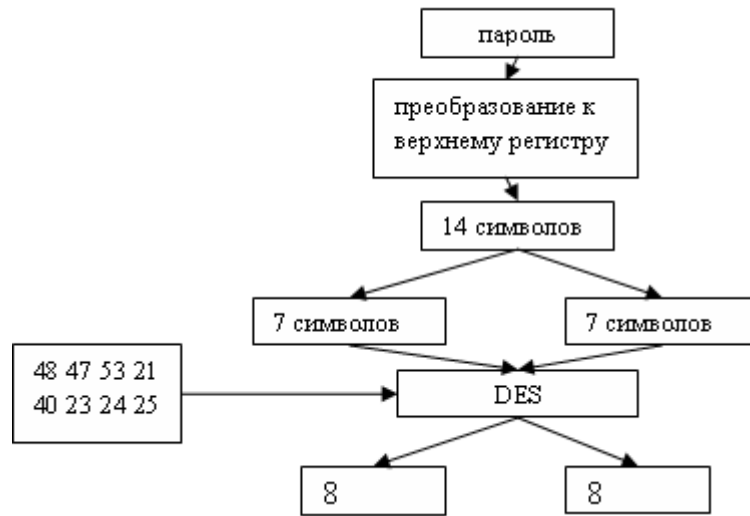 пароль
преобразование к
верхнему регистру
14 символов
7 символов
7 символов
48 47 53 21
40 23 24 25
DES
8
8